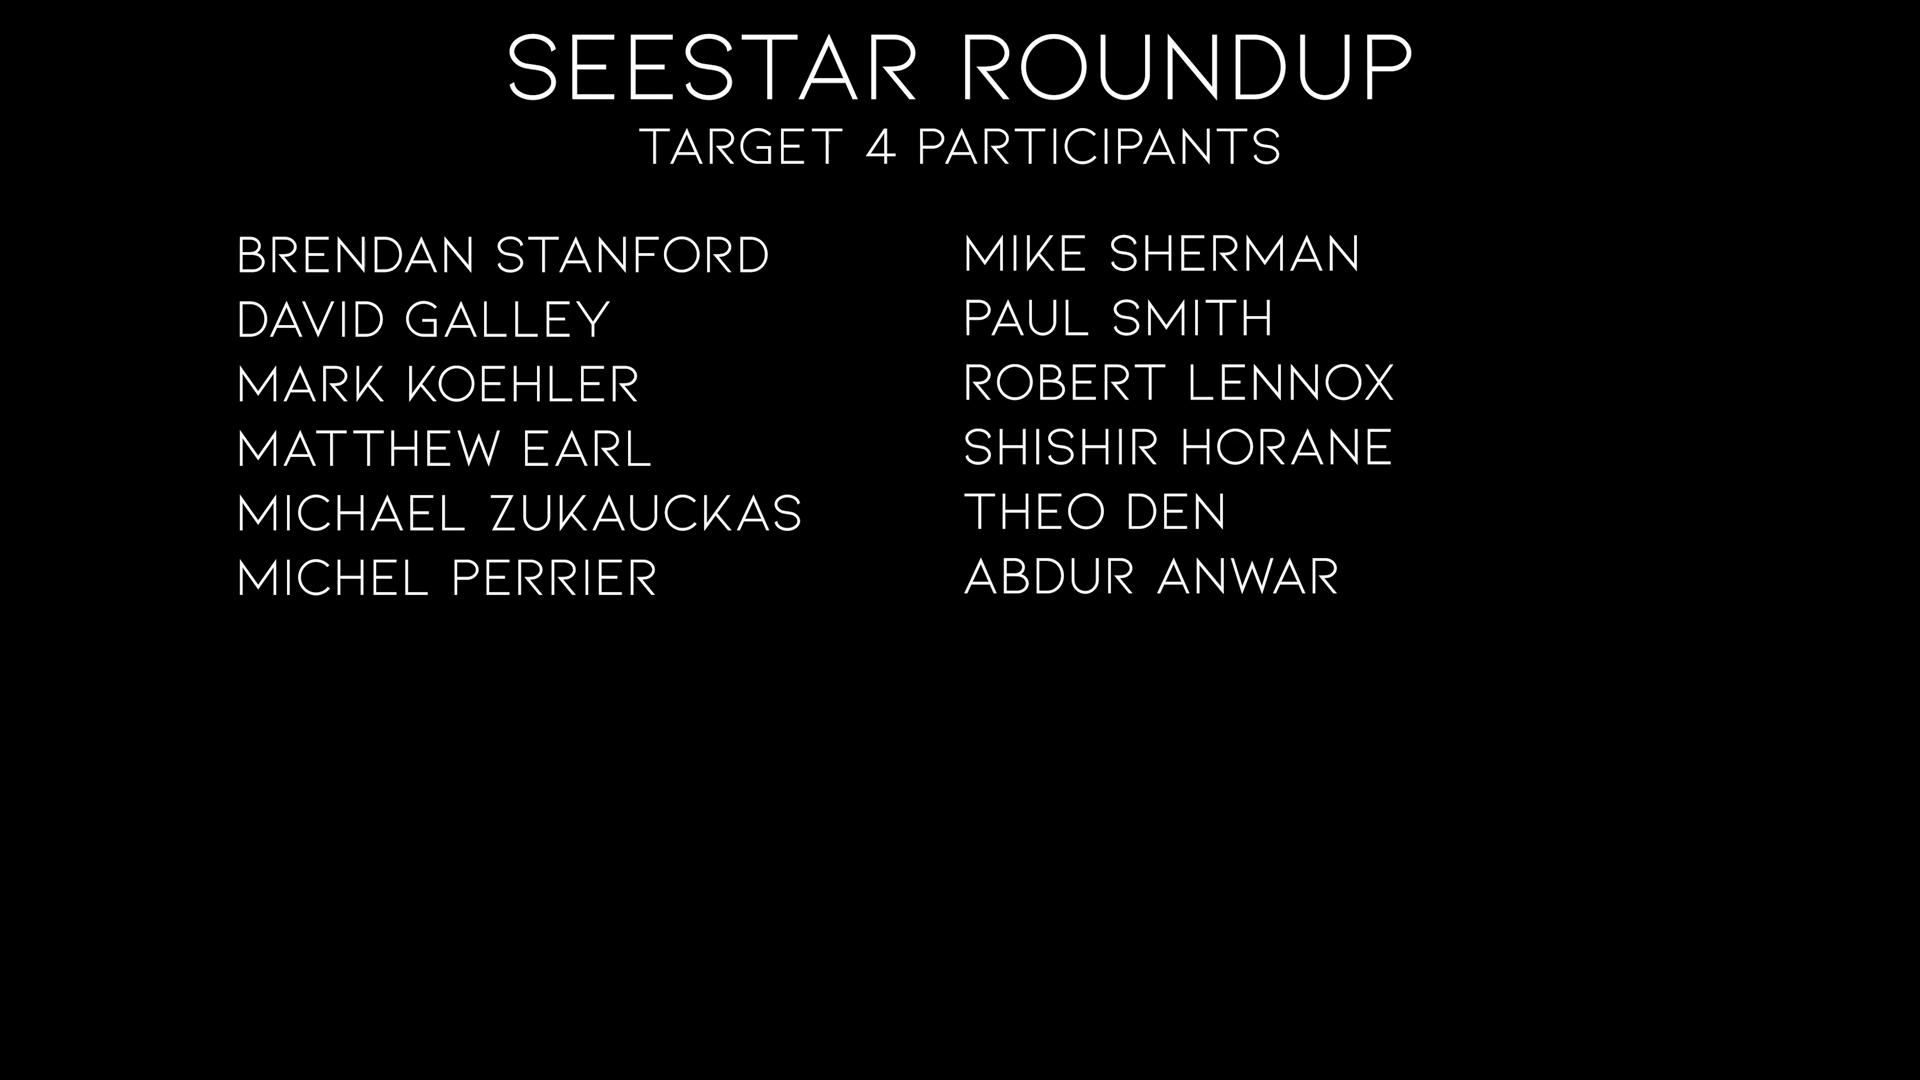 SEESTAR ROUNDUP
TARGET 4 PARTICIPANTS
BRENDAN STANFORD
DAVID GALLEY
MARK KOEHLER
MATTHEW EARL
MICHAEL ZUKAUCKAS
MICHEL PERRIER
MIKE SHERMAN
PAUL SMITH
ROBERT LENNOX
SHISHIR HORANE
THEO DEN
ABDUR ANWAR